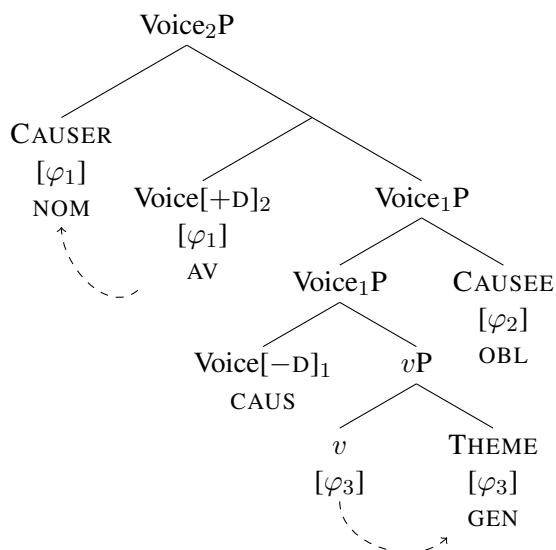 Voice₂P
CAUSER
[φ₁]
NOM
Voice[+D]₂
[φ₁]
AV
Voice₁P
Voice₁P
CAUSEE
[φ₂]
OBL
Voice[−D]₁
CAUS
vP
v
[φ₃]
THEME
[φ₃]
GEN